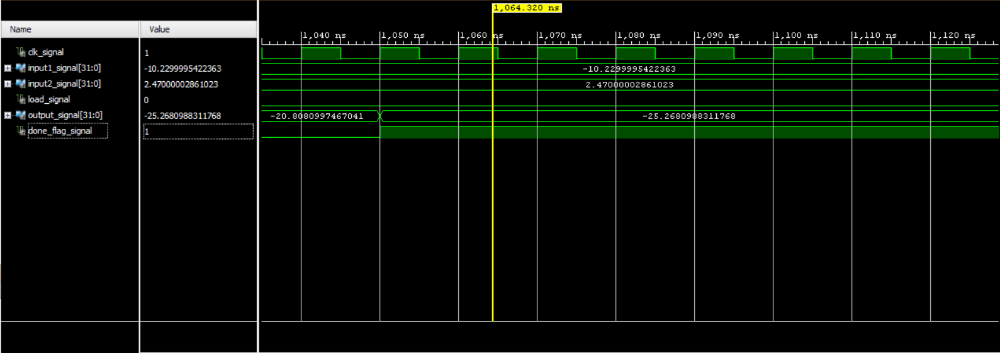 1,064.320 ns
Name Value
1,040 ns 1,050 ns 1,060 ns 1,070 ns 1,080 ns 1,090 ns 1,100 ns 1,110 ns 1,120 ns
clk_signal 1
input1_signal[31:0] -10.2299995422363 -10.2299995422363
input2_signal[31:0] 2.47000002861023 2.47000002861023
load_signal 0
output_signal[31:0] -25.2680988311768 -20.8080997467041 -25.2680988311768
done_flag_signal 1